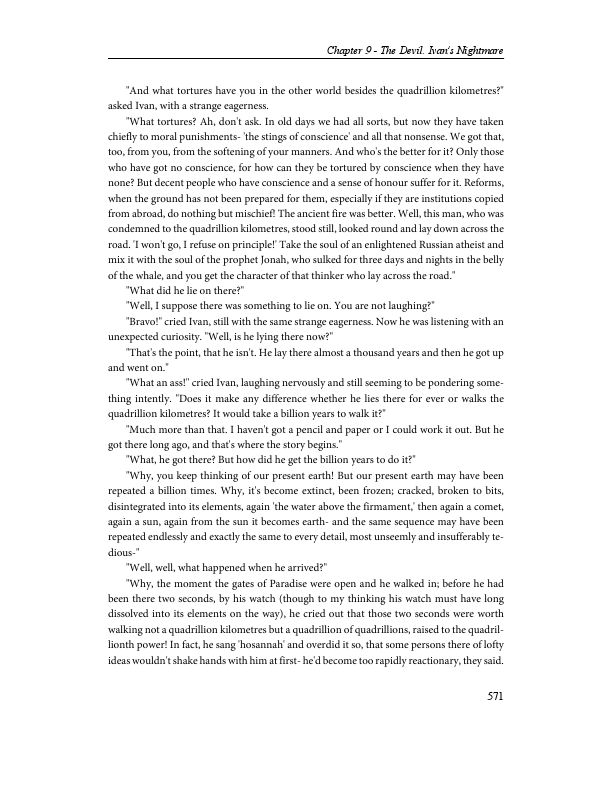 Chapter 9 - The Devil. Ivan's Nightmare
"And what tortures have you in the other world besides the quadrillion kilometres?"
asked Ivan, with a strange eagerness.
"What tortures? Ah, don't ask. In old days we had all sorts, but now they have taken
chiefly to moral punishments- 'the stings of conscience' and all that nonsense. We got that,
too, from you, from the softening of your manners. And who's the better for it? Only those
who have got no conscience, for how can they be tortured by conscience when they have
none? But decent people who have conscience and a sense of honour suffer for it. Reforms,
when the ground has not been prepared for them, especially if they are institutions copied
from abroad, do nothing but mischief! The ancient fire was better. Well, this man, who was
condemned to the quadrillion kilometres, stood still, looked round and lay down across the
road. 'I won't go, I refuse on principle!' Take the soul of an enlightened Russian atheist and
mix it with the soul of the prophet Jonah, who sulked for three days and nights in the belly
of the whale, and you get the character of that thinker who lay across the road."
"What did he lie on there?"
"Well, I suppose there was something to lie on. You are not laughing?"
"Bravo!" cried Ivan, still with the same strange eagerness. Now he was listening with an
unexpected curiosity. "Well, is he lying there now?"
"That's the point, that he isn't. He lay there almost a thousand years and then he got up
and went on."
"What an ass!" cried Ivan, laughing nervously and still seeming to be pondering some-
thing intently. "Does it make any difference whether he lies there for ever or walks the
quadrillion kilometres? It would take a billion years to walk it?"
"Much more than that. I haven't got a pencil and paper or I could work it out. But he
got there long ago, and that's where the story begins."
"What, he got there? But how did he get the billion years to do it?"
"Why, you keep thinking of our present earth! But our present earth may have been
repeated a billion times. Why, it's become extinct, been frozen; cracked, broken to bits,
disintegrated into its elements, again 'the water above the firmament,' then again a comet,
again a sun, again from the sun it becomes earth- and the same sequence may have been
repeated endlessly and exactly the same to every detail, most unseemly and insufferably te-
dious-"
"Well, well, what happened when he arrived?"
"Why, the moment the gates of Paradise were open and he walked in; before he had
been there two seconds, by his watch (though to my thinking his watch must have long
dissolved into its elements on the way), he cried out that those two seconds were worth
walking not a quadrillion kilometres but a quadrillion of quadrillions, raised to the quadril-
lionth power! In fact, he sang 'hosannah' and overdid it so, that some persons there of lofty
ideas wouldn't shake hands with him at first- he'd become too rapidly reactionary, they said.
571